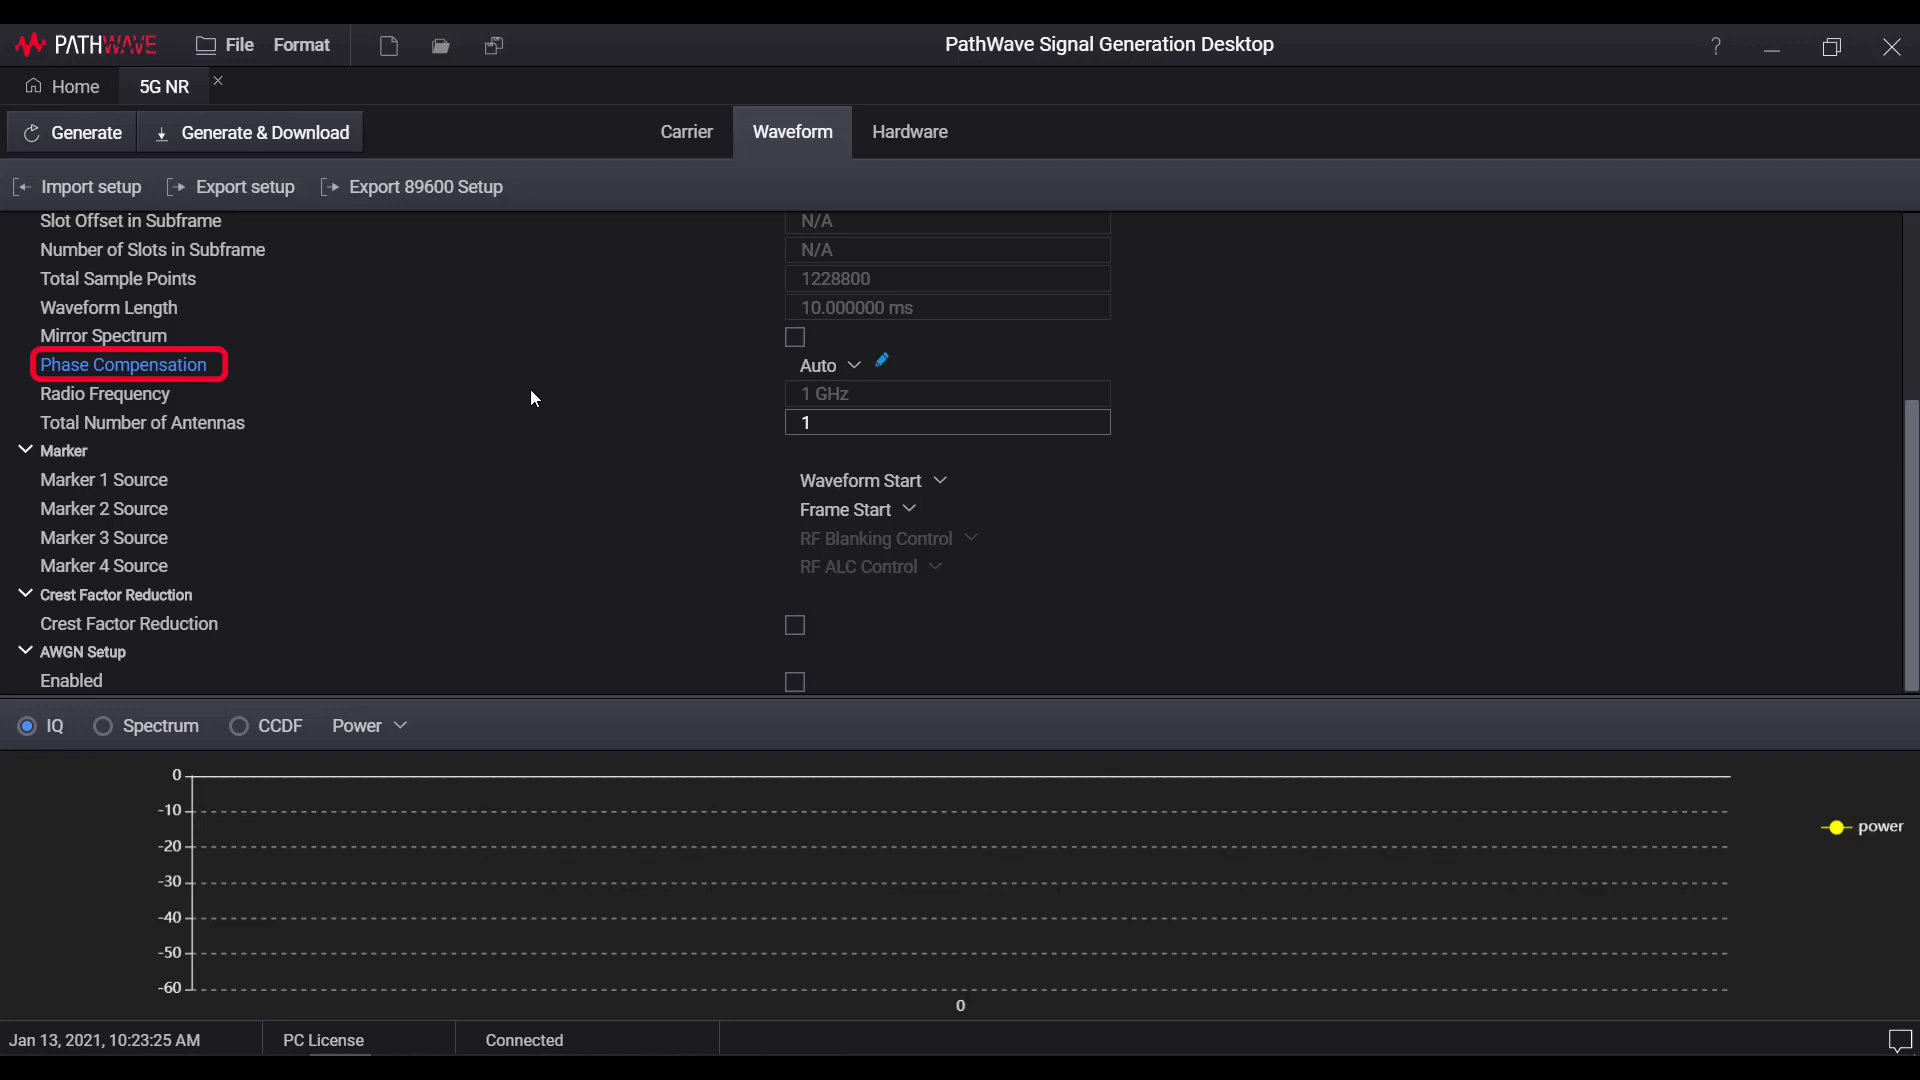 PATHWAVE File Format PathWave Signal Generation Desktop ?
Home 5G NR
Generate Generate & Download Carrier Waveform Hardware
Import setup Export setup Export 89600 Setup
Slot Offset in Subframe N/A
Number of Slots in Subframe N/A
Total Sample Points 1228800
Waveform Length 10.000000 ms
Mirror Spectrum
Phase Compensation Auto
Radio Frequency 1 GHz
Total Number of Antennas 1
Marker
Marker 1 Source Waveform Start
Marker 2 Source Frame Start
Marker 3 Source RF Blanking Control
Marker 4 Source RF ALC Control
Crest Factor Reduction
Crest Factor Reduction
AWGN Setup
Enabled
IQ Spectrum CCDF Power
0
-10
power
-20
-30
-40
-50
-60
0
Jan 13, 2021, 10:23:25 AM PC License Connected